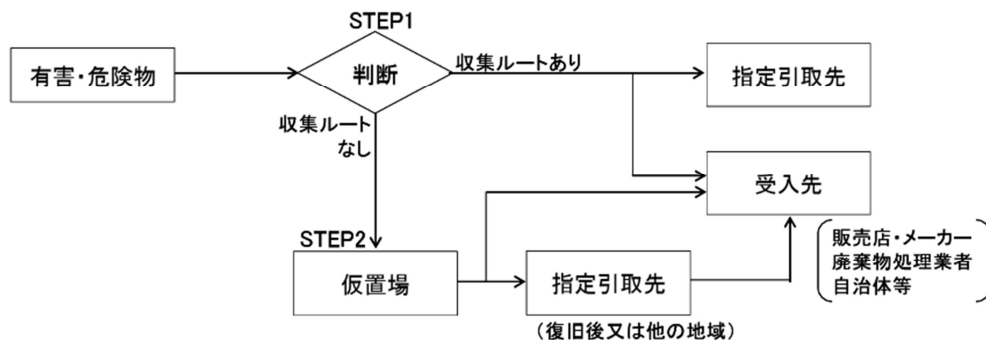 STEP1
有害・危険物
判断
収集ルートあり
指定引取先
収集ルート
なし
受入先
STEP2
仮置場
指定引取先
(復旧後又は他の地域)
販売店・メーカー
廃棄物処理業者
自治体等